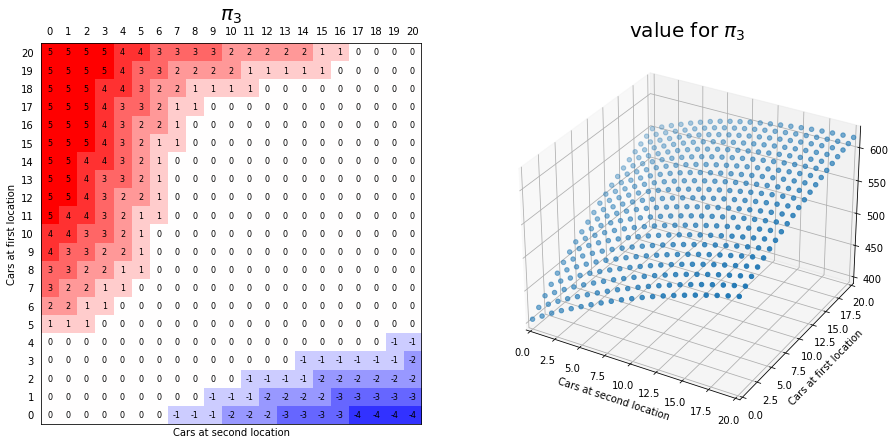 π₃
0 1 2 3 4 5 6 7 8 9 10 11 12 13 14 15 16 17 18 19 20
20 5 5 5 5 4 4 3 3 3 3 2 2 2 2 2 1 1 0 0 0 0
19 5 5 5 5 4 3 3 2 2 2 2 1 1 1 1 1 0 0 0 0 0
18 5 5 5 4 4 3 2 2 1 1 1 1 0 0 0 0 0 0 0 0 0
17 5 5 5 4 3 3 2 1 1 0 0 0 0 0 0 0 0 0 0 0 0
16 5 5 5 4 3 2 2 1 0 0 0 0 0 0 0 0 0 0 0 0 0
15 5 5 5 4 3 2 1 1 0 0 0 0 0 0 0 0 0 0 0 0 0
14 5 5 4 4 3 2 1 0 0 0 0 0 0 0 0 0 0 0 0 0 0
13 5 5 4 3 3 2 1 0 0 0 0 0 0 0 0 0 0 0 0 0 0
12 5 5 4 3 2 2 1 0 0 0 0 0 0 0 0 0 0 0 0 0 0
11 5 4 4 3 2 1 1 0 0 0 0 0 0 0 0 0 0 0 0 0 0
10 4 4 3 3 2 1 0 0 0 0 0 0 0 0 0 0 0 0 0 0 0
9 4 3 3 2 2 1 0 0 0 0 0 0 0 0 0 0 0 0 0 0 0
8 3 3 2 2 1 1 0 0 0 0 0 0 0 0 0 0 0 0 0 0 0
7 3 2 2 1 1 0 0 0 0 0 0 0 0 0 0 0 0 0 0 0 0
6 2 2 1 1 0 0 0 0 0 0 0 0 0 0 0 0 0 0 0 0 0
5 1 1 1 0 0 0 0 0 0 0 0 0 0 0 0 0 0 0 0 0 0
4 0 0 0 0 0 0 0 0 0 0 0 0 0 0 0 0 0 0 0 -1 -1
3 0 0 0 0 0 0 0 0 0 0 0 0 0 0 -1 -1 -1 -1 -1 -1 -2
2 0 0 0 0 0 0 0 0 0 0 0 -1 -1 -1 -1 -2 -2 -2 -2 -2 -2
1 0 0 0 0 0 0 0 0 0 -1 -1 -1 -2 -2 -2 -2 -3 -3 -3 -3 -3
0 0 0 0 0 0 0 0 -1 -1 -1 -2 -2 -2 -3 -3 -3 -3 -4 -4 -4 -4
Cars at first location
Cars at second location
value for π₃
600
550
500
450
400
0.0 2.5 5.0 7.5 10.0 12.5 15.0 17.5 20.0
Cars at second location
0.0 2.5 5.0 7.5 10.0 12.5 15.0 17.5 20.0
Cars at first location